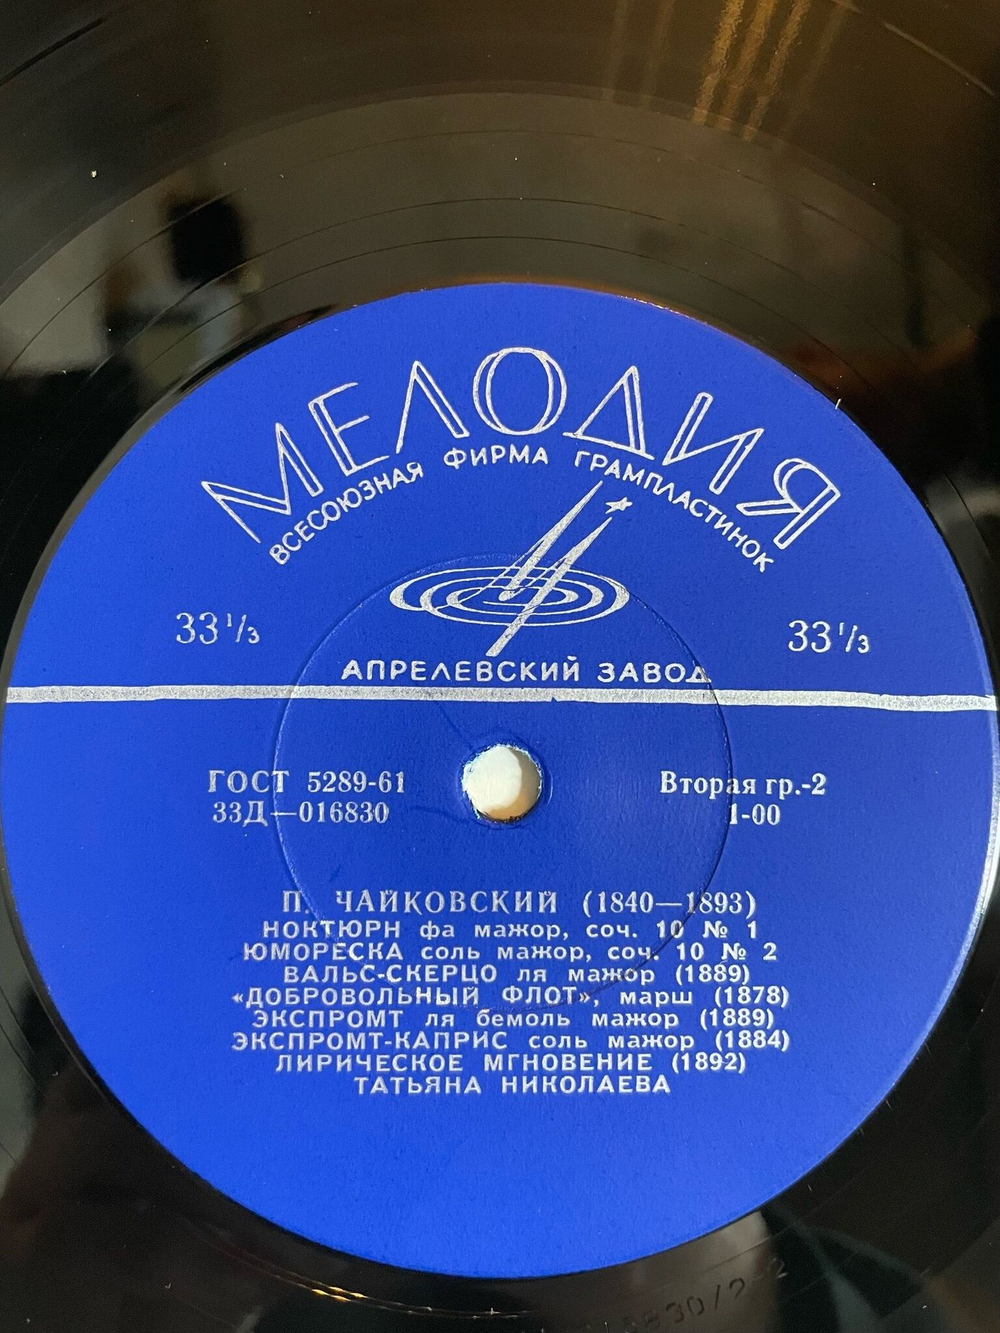 МЕЛОДИЯ
ВСЕСОЮЗНАЯ ФИРМА ГРАМПЛАСТИНОК
33 1/3
33 1/3
АПРЕЛЕВСКИЙ ЗАВОД
ГОСТ 5289-61
Вторая гр.-2
33Д—016830
1-00
П. ЧАЙКОВСКИЙ (1840—1893)
НОКТЮРН фа мажор, соч. 10 № 1
ЮМОРЕСКА соль мажор, соч. 10 № 2
ВАЛЬС-СКЕРЦО ля мажор (1889)
«ДОБРОВОЛЬНЫЙ ФЛОТ», марш (1878)
ЭКСПРОМТ ля бемоль мажор (1889)
ЭКСПРОМТ-КАПРИС соль мажор (1884)
ЛИРИЧЕСКОЕ МГНОВЕНИЕ (1892)
ТАТЬЯНА НИКОЛАЕВА